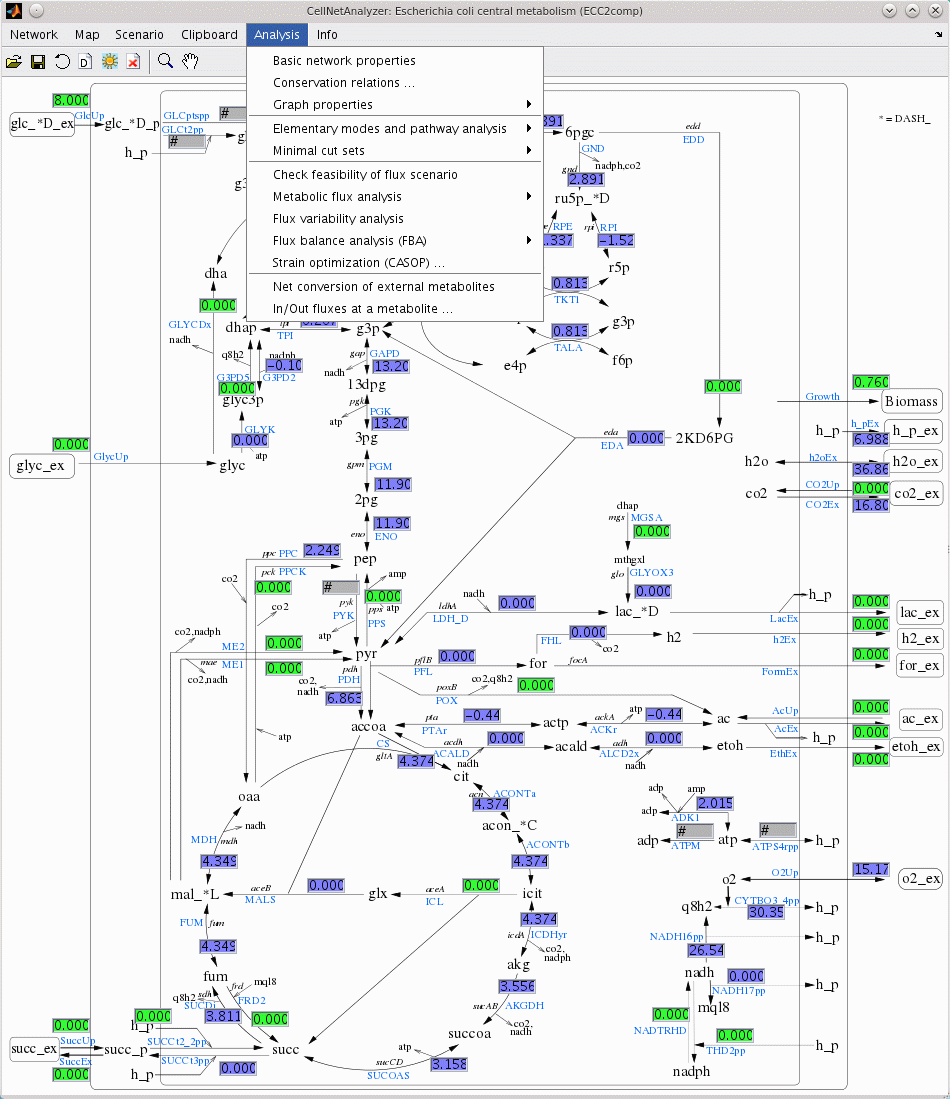 CellNetAnalyzer: Escherichia coli central metabolism (ECC2comp)
Network Map Scenario Clipboard Analysis Info
Basic network properties
Conservation relations ...
Graph properties
Elementary modes and pathway analysis
Minimal cut sets
Check feasibility of flux scenario
Metabolic flux analysis
Flux variability analysis
Flux balance analysis (FBA)
Strain optimization (CASOP) ...
Net conversion of external metabolites
In/Out fluxes at a metabolite ...
8.000
GlcUp
glc_*D_ex
glc_*D_p
GLCptspp
#
GLCt2pp
#
h_p
6pgc
edd
EDD
* = DASH_
GND
nadph,co2
gnd
2.891
ru5p_*D
RPE
rpi RPI
.337
-1.52
r5p
0.813
TKT1
g3p
0.813
TALA
e4p
f6p
dha
0.000
GLYCDx
nadh
dhap
TPI
g3p
q8h2
nadph
-0.10
G3PD5
G3PD2
0.000
glyc3p
GLYK
0.000
atp
gap GAPD
nadh
13.20
13dpg
pgk
PGK
atp
13.20
3pg
gpm PGM
11.90
2pg
11.90
eno ENO
pep
0.000
glyc_ex
GlycUp
glyc
0.000
eda
EDA
0.000
2KD6PG
0.760
Growth
Biomass
h_p
h_pEx
6.988
h_p_ex
h2o
h2oEx
36.86
h2o_ex
co2
CO2Up
0.000
CO2Ex
16.80
co2_ex
dhap
mgs MGSA
0.000
mthgxl
glo GLYOX3
0.000
lac_*D
ppc PPC
2.249
pck PPCK
0.000
co2
co2
#
pyk
PYK
atp
amp
0.000
pps atp
PPS
nadh
0.000
ldhA
LDH_D
h_p
LacEx
0.000
lac_ex
co2,nadph
ME2
0.000
mae ME1
0.000
co2,nadh
pyr
pdh
PDH
co2,
nadh
6.863
pflB
PFL
0.000
for
focA
FHL
0.000
co2
h2
0.000
h2Ex
h2_ex
0.000
FormEx
for_ex
poxB
POX
co2,q8h2
0.000
accoa
pta
PTAr
-0.44
actp
ackA
ACKr
atp
-0.44
ac
AcUp
0.000
ac_ex
AcEx
0.000
h_p
acdh
ACALD
nadh
0.000
acald
adh
ALCD2x
nadh
0.000
etoh
EthEx
0.000
etoh_ex
atp
CS
gltA
4.374
cit
acn ACONTa
4.374
acon_*C
ACONTb
4.374
icit
oaa
nadh
MDH mdh
4.349
mal_*L
aceB
MALS
0.000
glx
aceA
ICL
0.000
adp
amp
2.015
adp
ADK1
#
adp
ATPM
atp
#
ATPS4rpp
h_p
o2
O2Up
15.17
o2_ex
q8h2
CYTBO3_4pp
30.35
h_p
NADH16pp
26.54
h_p
nadh
0.000
NADH17pp
mql8
h_p
0.000
NADTRHD
0.000
THD2pp
h_p
nadph
FUM fum
4.349
fum
4.374
icdA
ICDHyr
co2,
nadph
akg
3.556
sucAB
AKGDH
co2,
nadh
succoa
frd
mql8
q8h2 sdh
SUCDi
FRD2
3.811
0.000
succ
sucCD
SUCOAS
atp
3.158
0.000
h_p
SUCCt2_2pp
0.000
SuccUp
succ_ex
succ_p
SuccEx
0.000
SUCCt3pp
h_p
0.000